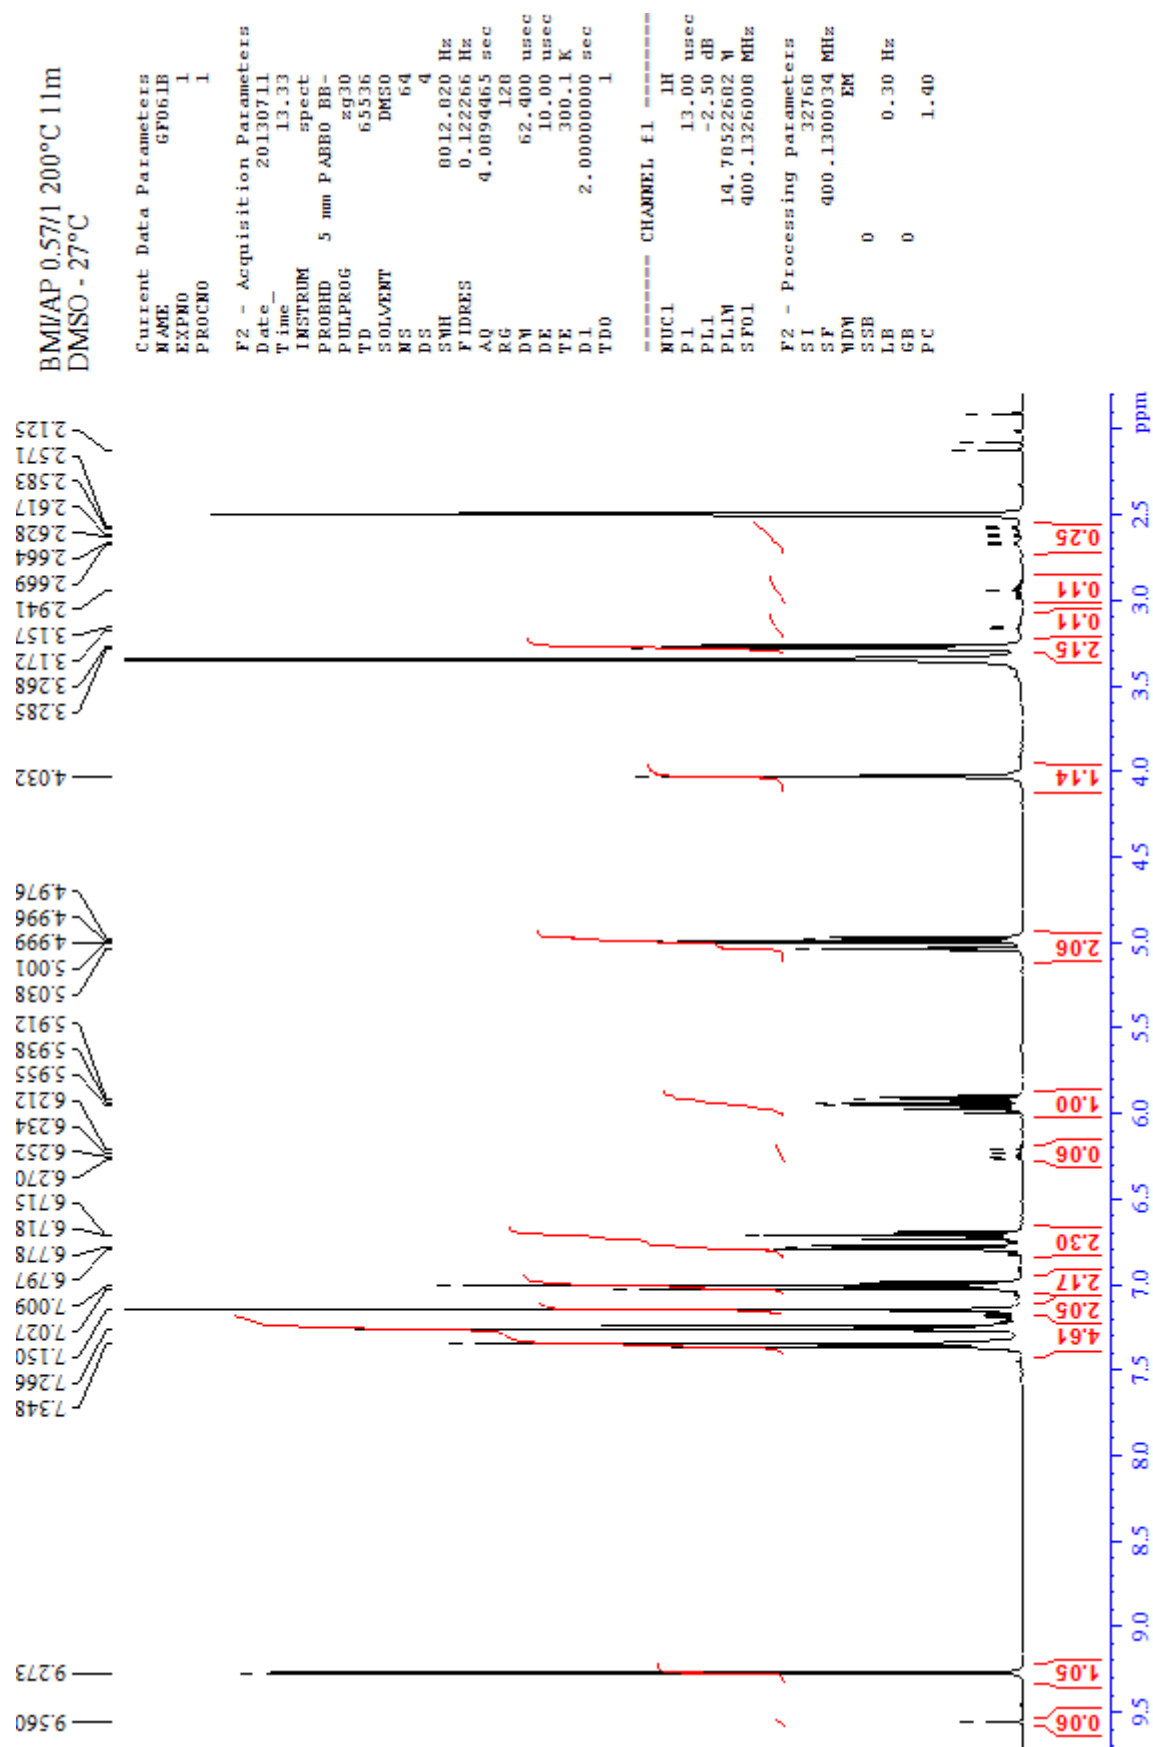 BMI/AP 0.57/1 200°C 11m
DMSO - 27°C
Current Data Parameters
NAME GF061B
EXPNO 1
PROCNO 1
F2 - Acquisition Parameters
Date_ 20130711
Time 13.33
INSTRUM spect
PROBHD 5 mm PABBO BB-
PULPROG zg30
TD 65536
SOLVENT DMSO
NS 64
DS 4
SWH 8012.820 Hz
FIDRES 0.122266 Hz
AQ 4.0894465 sec
RG 128
DW 62.400 usec
DE 10.00 usec
TE 300.1 K
D1 2.00000000 sec
TD0 1
======== CHANNEL f1 ========
NUC1 1H
P1 13.00 usec
PL1 -2.50 dB
PL1W 14.78522682 W
SFO1 400.1326008 MHz
F2 - Processing parameters
SI 32768
SF 400.1300034 MHz
WDW EM
SSB 0
LB 0.30 Hz
GB 0
PC 1.40
9.560
9.273
7.348
7.266
7.150
7.027
7.009
6.797
6.778
6.718
6.715
6.270
6.252
6.234
6.212
5.955
5.938
5.912
5.038
5.001
4.999
4.996
4.976
4.032
3.285
3.268
3.172
3.157
2.941
2.669
2.664
2.628
2.617
2.583
2.571
2.125
0.06
1.05
4.61
2.05
2.17
2.30
0.06
1.00
2.06
1.14
2.15
0.11
0.11
0.25
9.5 9.0 8.5 8.0 7.5 7.0 6.5 6.0 5.5 5.0 4.5 4.0 3.5 3.0 2.5 ppm